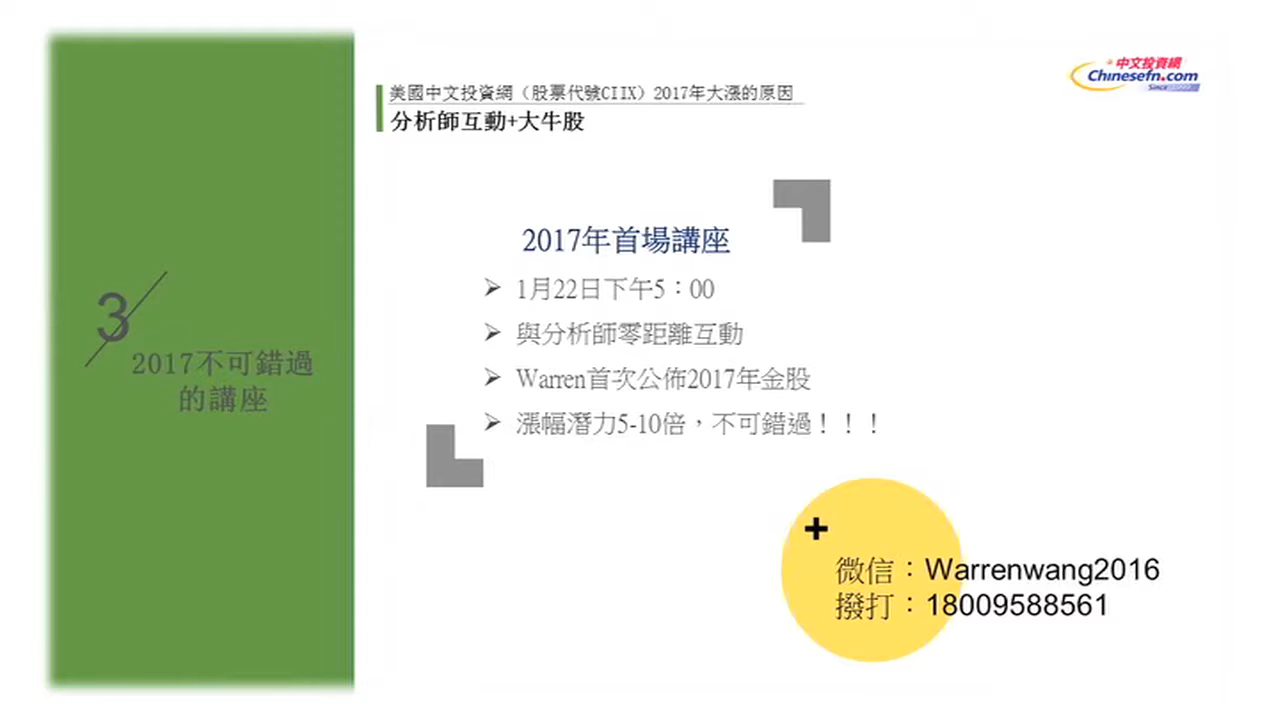 中文投資網
Chinesefn.com
Since
美國中文投資網（股票代號CIIX）2017年大漲的原因
分析師互動+大牛股
2017年首場講座
1月22日下午5：00
與分析師零距離互動
Warren首次公佈2017年金股
漲幅潛力5-10倍，不可錯過！！！
3
2017不可錯過
的講座
+
微信：Warrenwang2016
撥打：18009588561